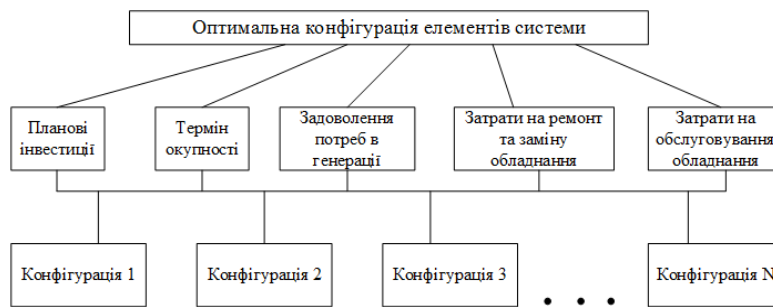 Оптимальна конфігурація елементів системи
Планові
інвестиції
Термін
окупності
Задоволення
потреб в
генерації
Затрати на ремонт
та заміну
обладнання
Затрати на
обслуговування
обладнання
Конфігурація 1
Конфігурація 2
Конфігурація 3
Конфігурація N